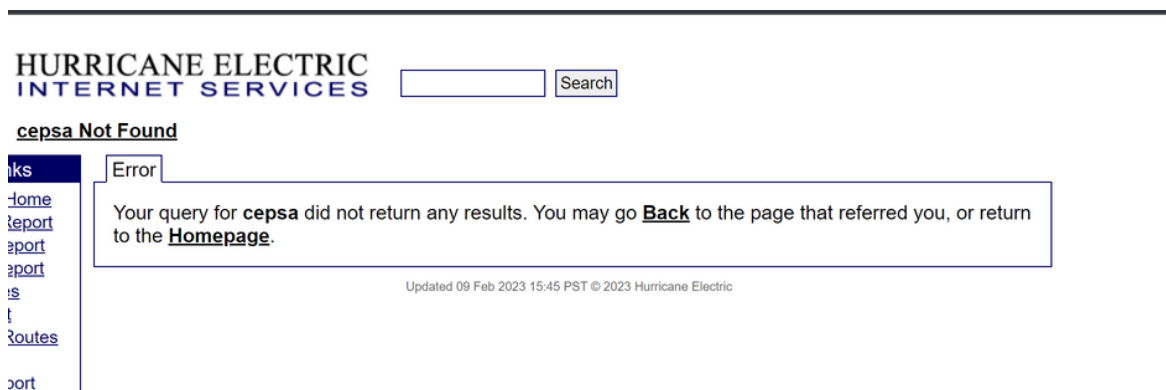 HURRICANE ELECTRIC
INTERNET SERVICES
Search
cepsa Not Found
Error
Home
Your query for cepsa did not return any results. You may go Back to the page that referred you, or return
to the Homepage.
Routes
Updated 09 Feb 2023 15:45 PST © 2023 Hurricane Electric